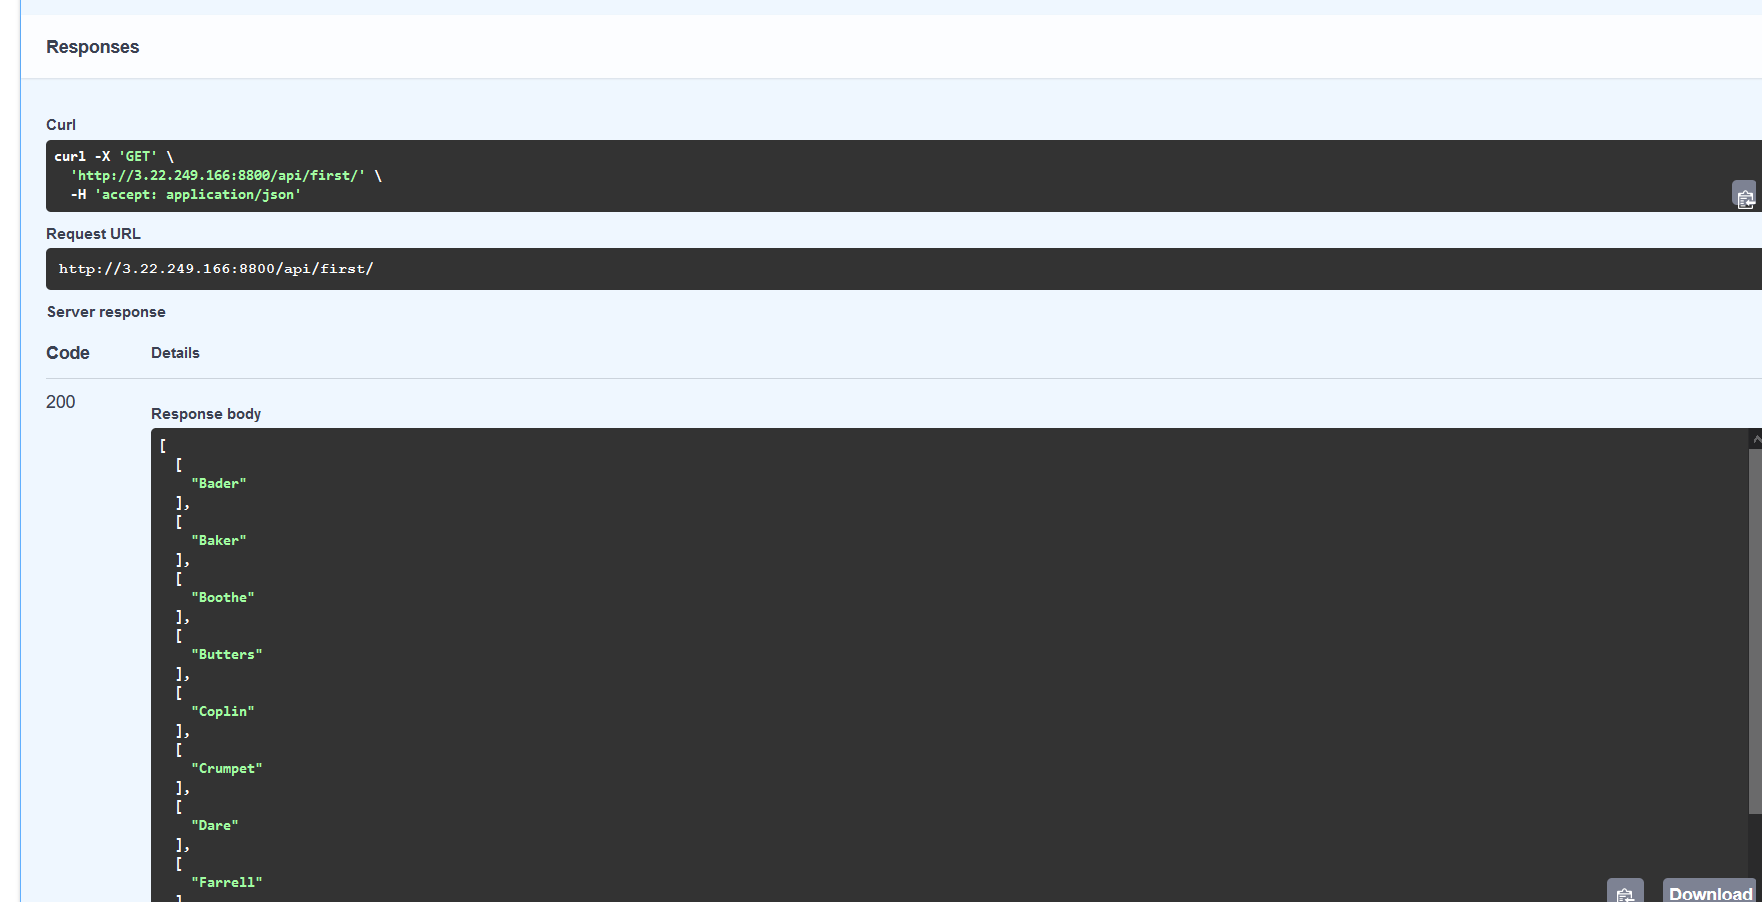 Responses
Curl
curl -X 'GET' \
'http://3.22.249.166:8800/api/first/' \
-H 'accept: application/json'
Request URL
http://3.22.249.166:8800/api/first/
Server response
Code Details
200
Response body
[
[
"Bader"
],
[
"Baker"
],
[
"Boothe"
],
[
"Butters"
],
[
"Coplin"
],
[
"Crumpet"
],
[
"Dare"
],
[
"Farrell"
]
Download